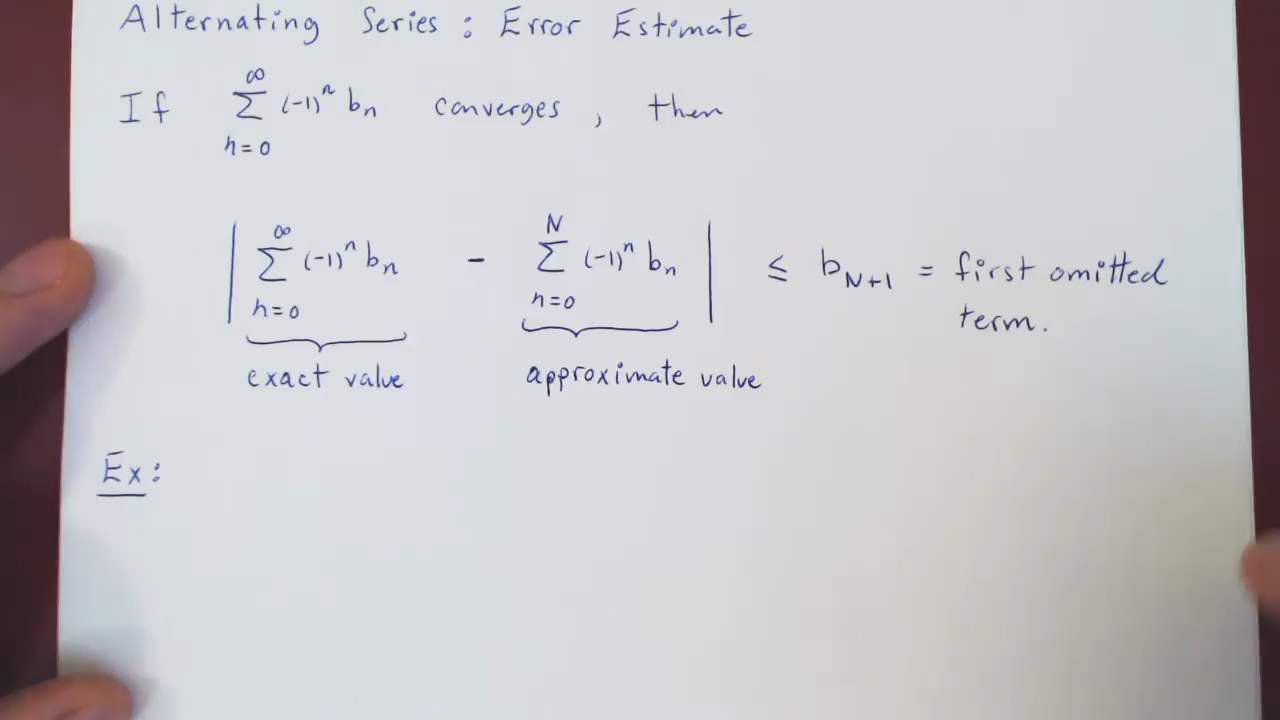 Alternating Series : Error Estimate
If ∑_{n=0}^{∞} (-1)^n b_n converges , then
| ∑_{n=0}^{∞} (-1)^n b_n - ∑_{n=0}^{N} (-1)^n b_n | ≤ b_{N+1} = first omitted
term.
exact value approximate value
Ex: